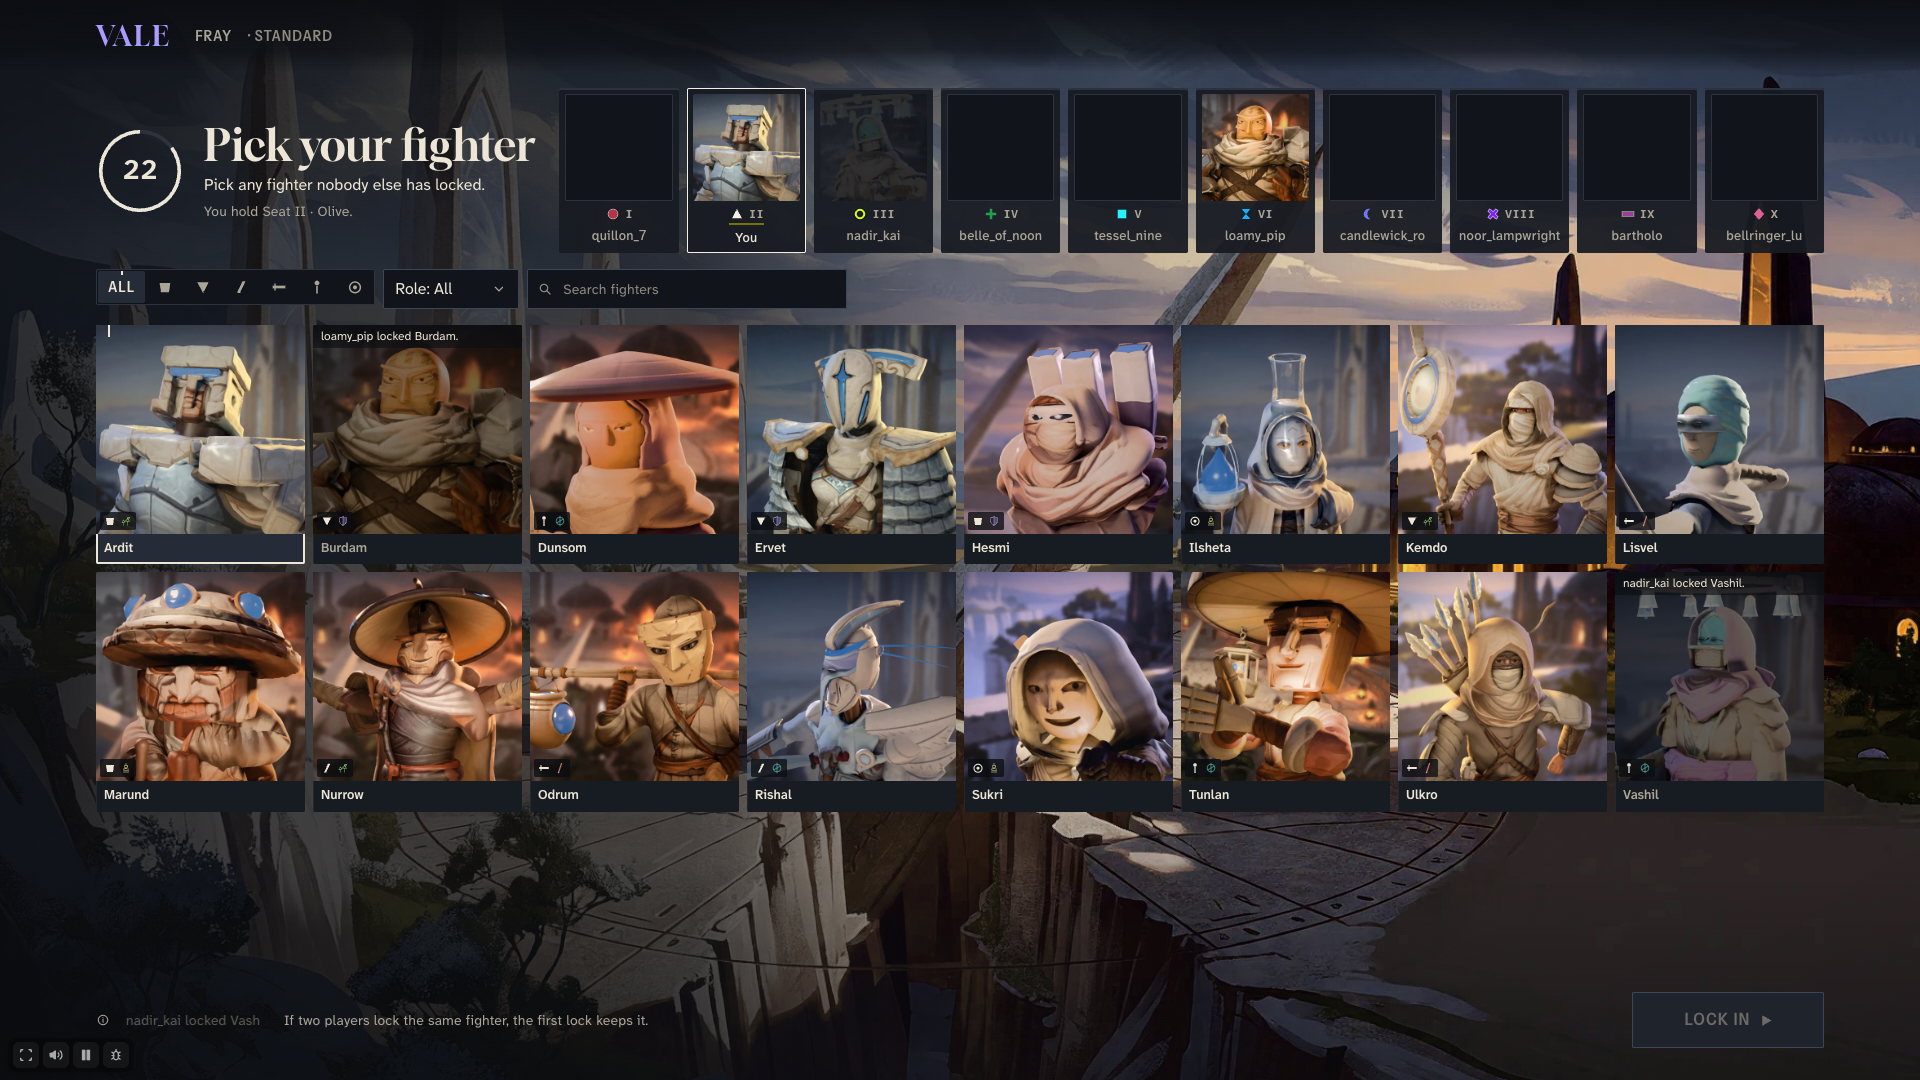 VALE FRAY · STANDARD
22
Pick your fighter
Pick any fighter nobody else has locked.
You hold Seat II · Olive.
I
quillon_7
II
You
III
nadir_kai
IV
belle_of_noon
V
tessel_nine
VI
loamy_pip
VII
candlewick_ro
VIII
noor_lampwright
IX
bartholo
X
bellringer_lu
ALL
Role: All
Search fighters
Ardit
loamy_pip locked Burdam.
Burdam
Dunsom
Ervet
Hesmi
Ilsheta
Kemdo
Lisvel
Marund
Nurrow
Odrum
Rishal
Sukri
Tunlan
Ulkro
nadir_kai locked Vashil.
Vashil
nadir_kai locked Vash
If two players lock the same fighter, the first lock keeps it.
LOCK IN